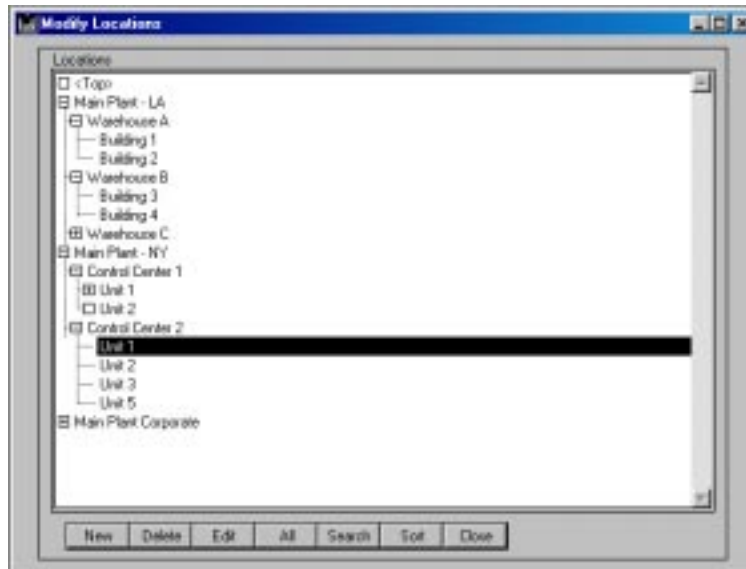 Modify Locations
Locations
<Top>
Main Plant - LA
Warehouse A
Building 1
Building 2
Warehouse B
Building 3
Building 4
Warehouse C
Main Plant - NY
Control Center 1
Unit 1
Unit 2
Control Center 2
Unit 1
Unit 2
Unit 3
Unit 5
Main Plant Corporate
New Delete Edit All Search Sort Close